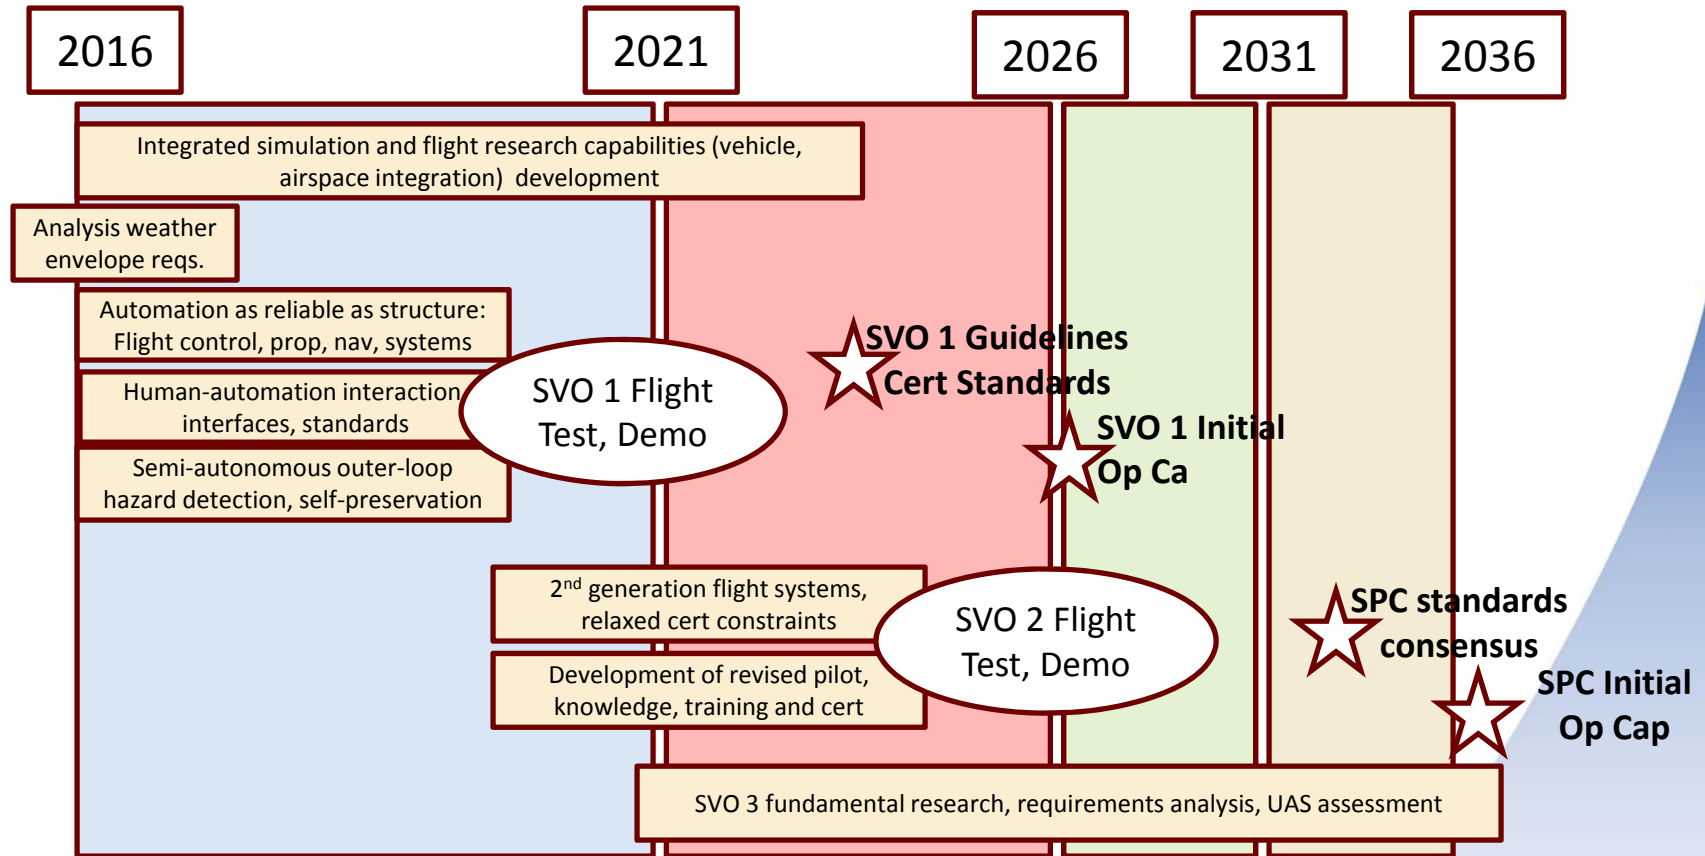 2016
2021
2026
2031
2036
Integrated simulation and flight research capabilities (vehicle,
airspace integration) development
Analysis weather
envelope reqs.
Automation as reliable as structure:
Flight control, prop, nav, systems
Human-automation interaction
interfaces, standards
Semi-autonomous outer-loop
hazard detection, self-preservation
SVO 1 Flight
Test, Demo
SVO 1 Guidelines
Cert Standards
SVO 1 Initial
Op Ca
2nd generation flight systems,
relaxed cert constraints
Development of revised pilot,
knowledge, training and cert
SVO 2 Flight
Test, Demo
SPC standards
consensus
SPC Initial
Op Cap
SVO 3 fundamental research, requirements analysis, UAS assessment